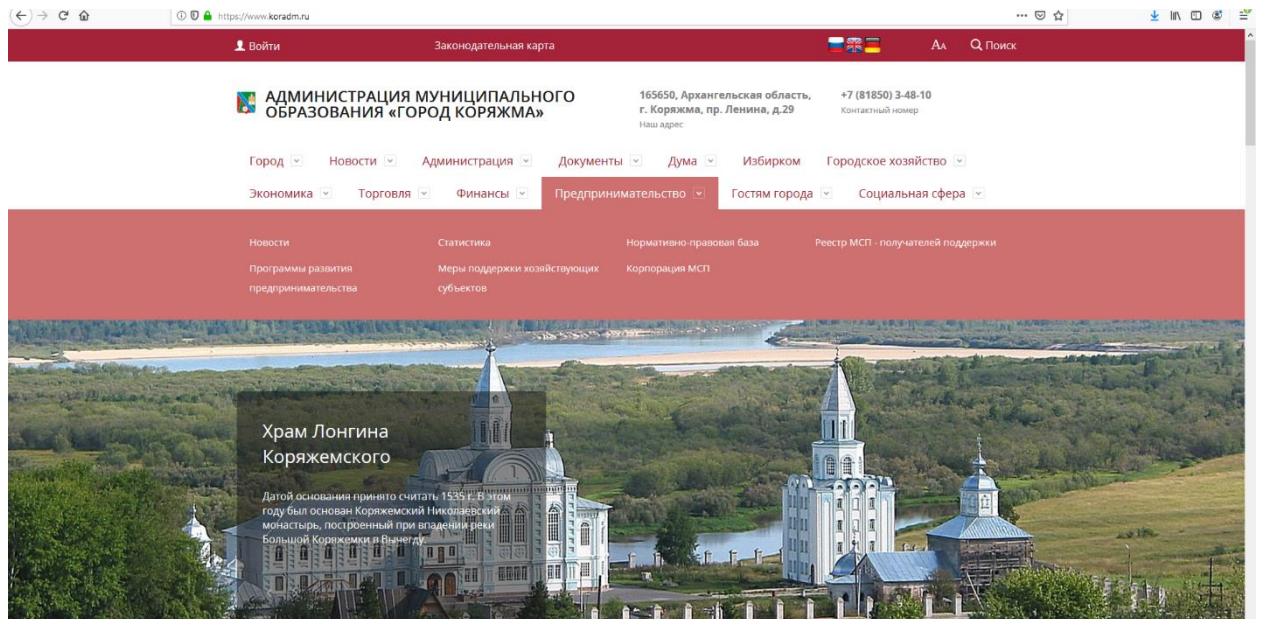 https://www.koradm.ru
Войти
Законодательная карта
AA
Поиск
АДМИНИСТРАЦИЯ МУНИЦИПАЛЬНОГО
ОБРАЗОВАНИЯ «ГОРОД КОРЯЖМА»
165650, Архангельская область,
г. Коряжма, пр. Ленина, д.29
Наш адрес
+7 (81850) 3-48-10
Контактный номер
Город Новости Администрация Документы Дума Избирком Городское хозяйство
Экономика Торговля Финансы Предпринимательство Гостям города Социальная сфера
Новости
Статистика
Нормативно-правовая база
Реестр МСП - получателей поддержки
Программы развития
предпринимательства
Меры поддержки хозяйствующих
субъектов
Корпорация МСП
Храм Лонгина
Коряжемского
Датой основания принято считать 1535 г. В этом
году был основан Коряжемский Николаевский
монастырь, построенный при впадении реки
Большой Коряжемки в Вычегду.